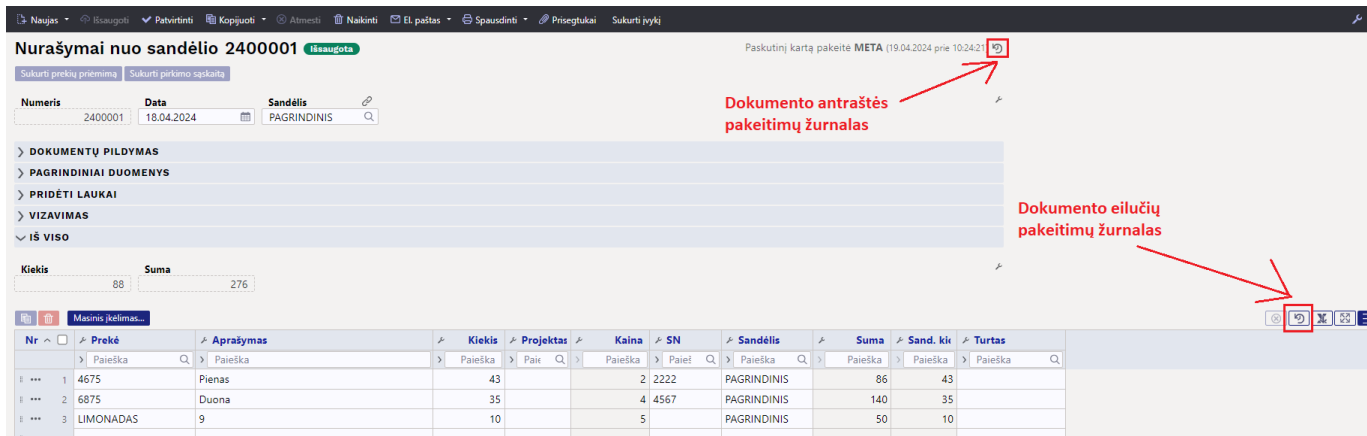 Naujas Išsaugoti Patvirtinti Kopijuoti Atmesti Naikinti El. paštas Spausdinti Prisegtukai Sukurti įvykį
Nurašymai nuo sandėlio 2400001 Išsaugota Paskutinį kartą pakeitė META (19.04.2024 prie 10:24:21
Sukurti prekių priėmimą Sukurti pirkimo sąskaitą
Numeris Data Sandėlis
2400001 18.04.2024 PAGRINDINIS
Dokumento antraštės
pakeitimų žurnalas
DOKUMENTŲ PILDYMAS
PAGRINDINIAI DUOMENYS
PRIDĖTI LAUKAI
VIZAVIMAS
IŠ VISO
Dokumento eilučių
pakeitimų žurnalas
Kiekis Suma
88 276
Masinis įkėlimas...
Nr Prekė Aprašymas Kiekis Projektas Kaina SN Sandėlis Suma Sand. kie Turtas
Paieška Paieška Paieška Paie Paieška Paieš Paieška Paieška Paieška Paieška
1 4675 Pienas 43 2 2222 PAGRINDINIS 86 43
2 6875 Duona 35 4 4567 PAGRINDINIS 140 35
3 LIMONADAS 9 10 5 PAGRINDINIS 50 10